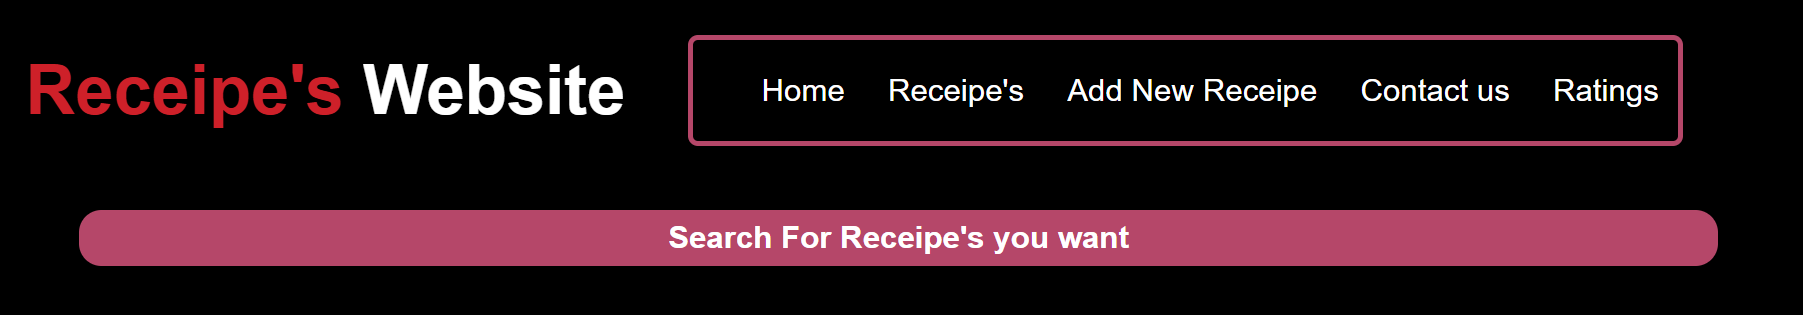 Receipe's Website
Home Receipe's Add New Receipe Contact us Ratings
Search For Receipe's you want